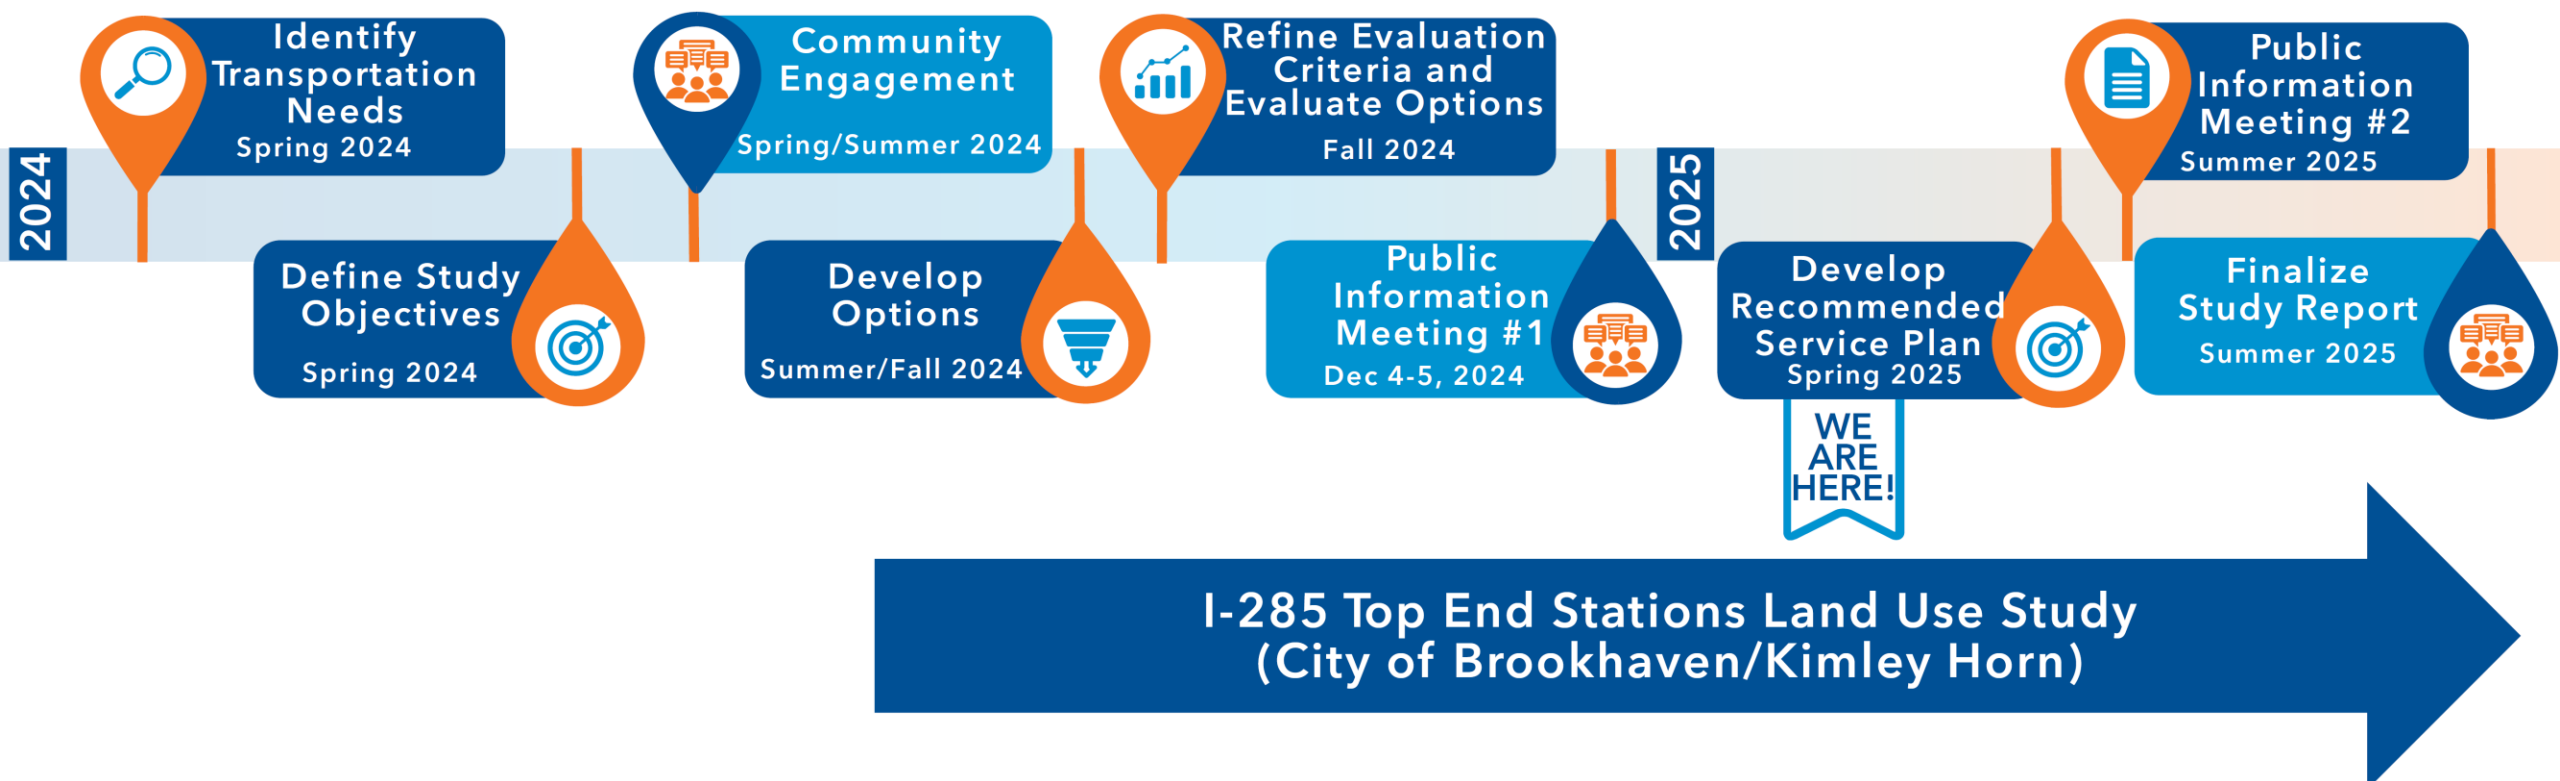 2024
Identify
Transportation
Needs
Spring 2024
Define Study
Objectives
Spring 2024
Community
Engagement
Spring/Summer 2024
Develop
Options
Summer/Fall 2024
Refine Evaluation
Criteria and
Evaluate Options
Fall 2024
Public
Information
Meeting #1
Dec 4-5, 2024
2025
Develop
Recommended
Service Plan
Spring 2025
WE
ARE
HERE!
Public
Information
Meeting #2
Summer 2025
Finalize
Study Report
Summer 2025
I-285 Top End Stations Land Use Study
(City of Brookhaven/Kimley Horn)